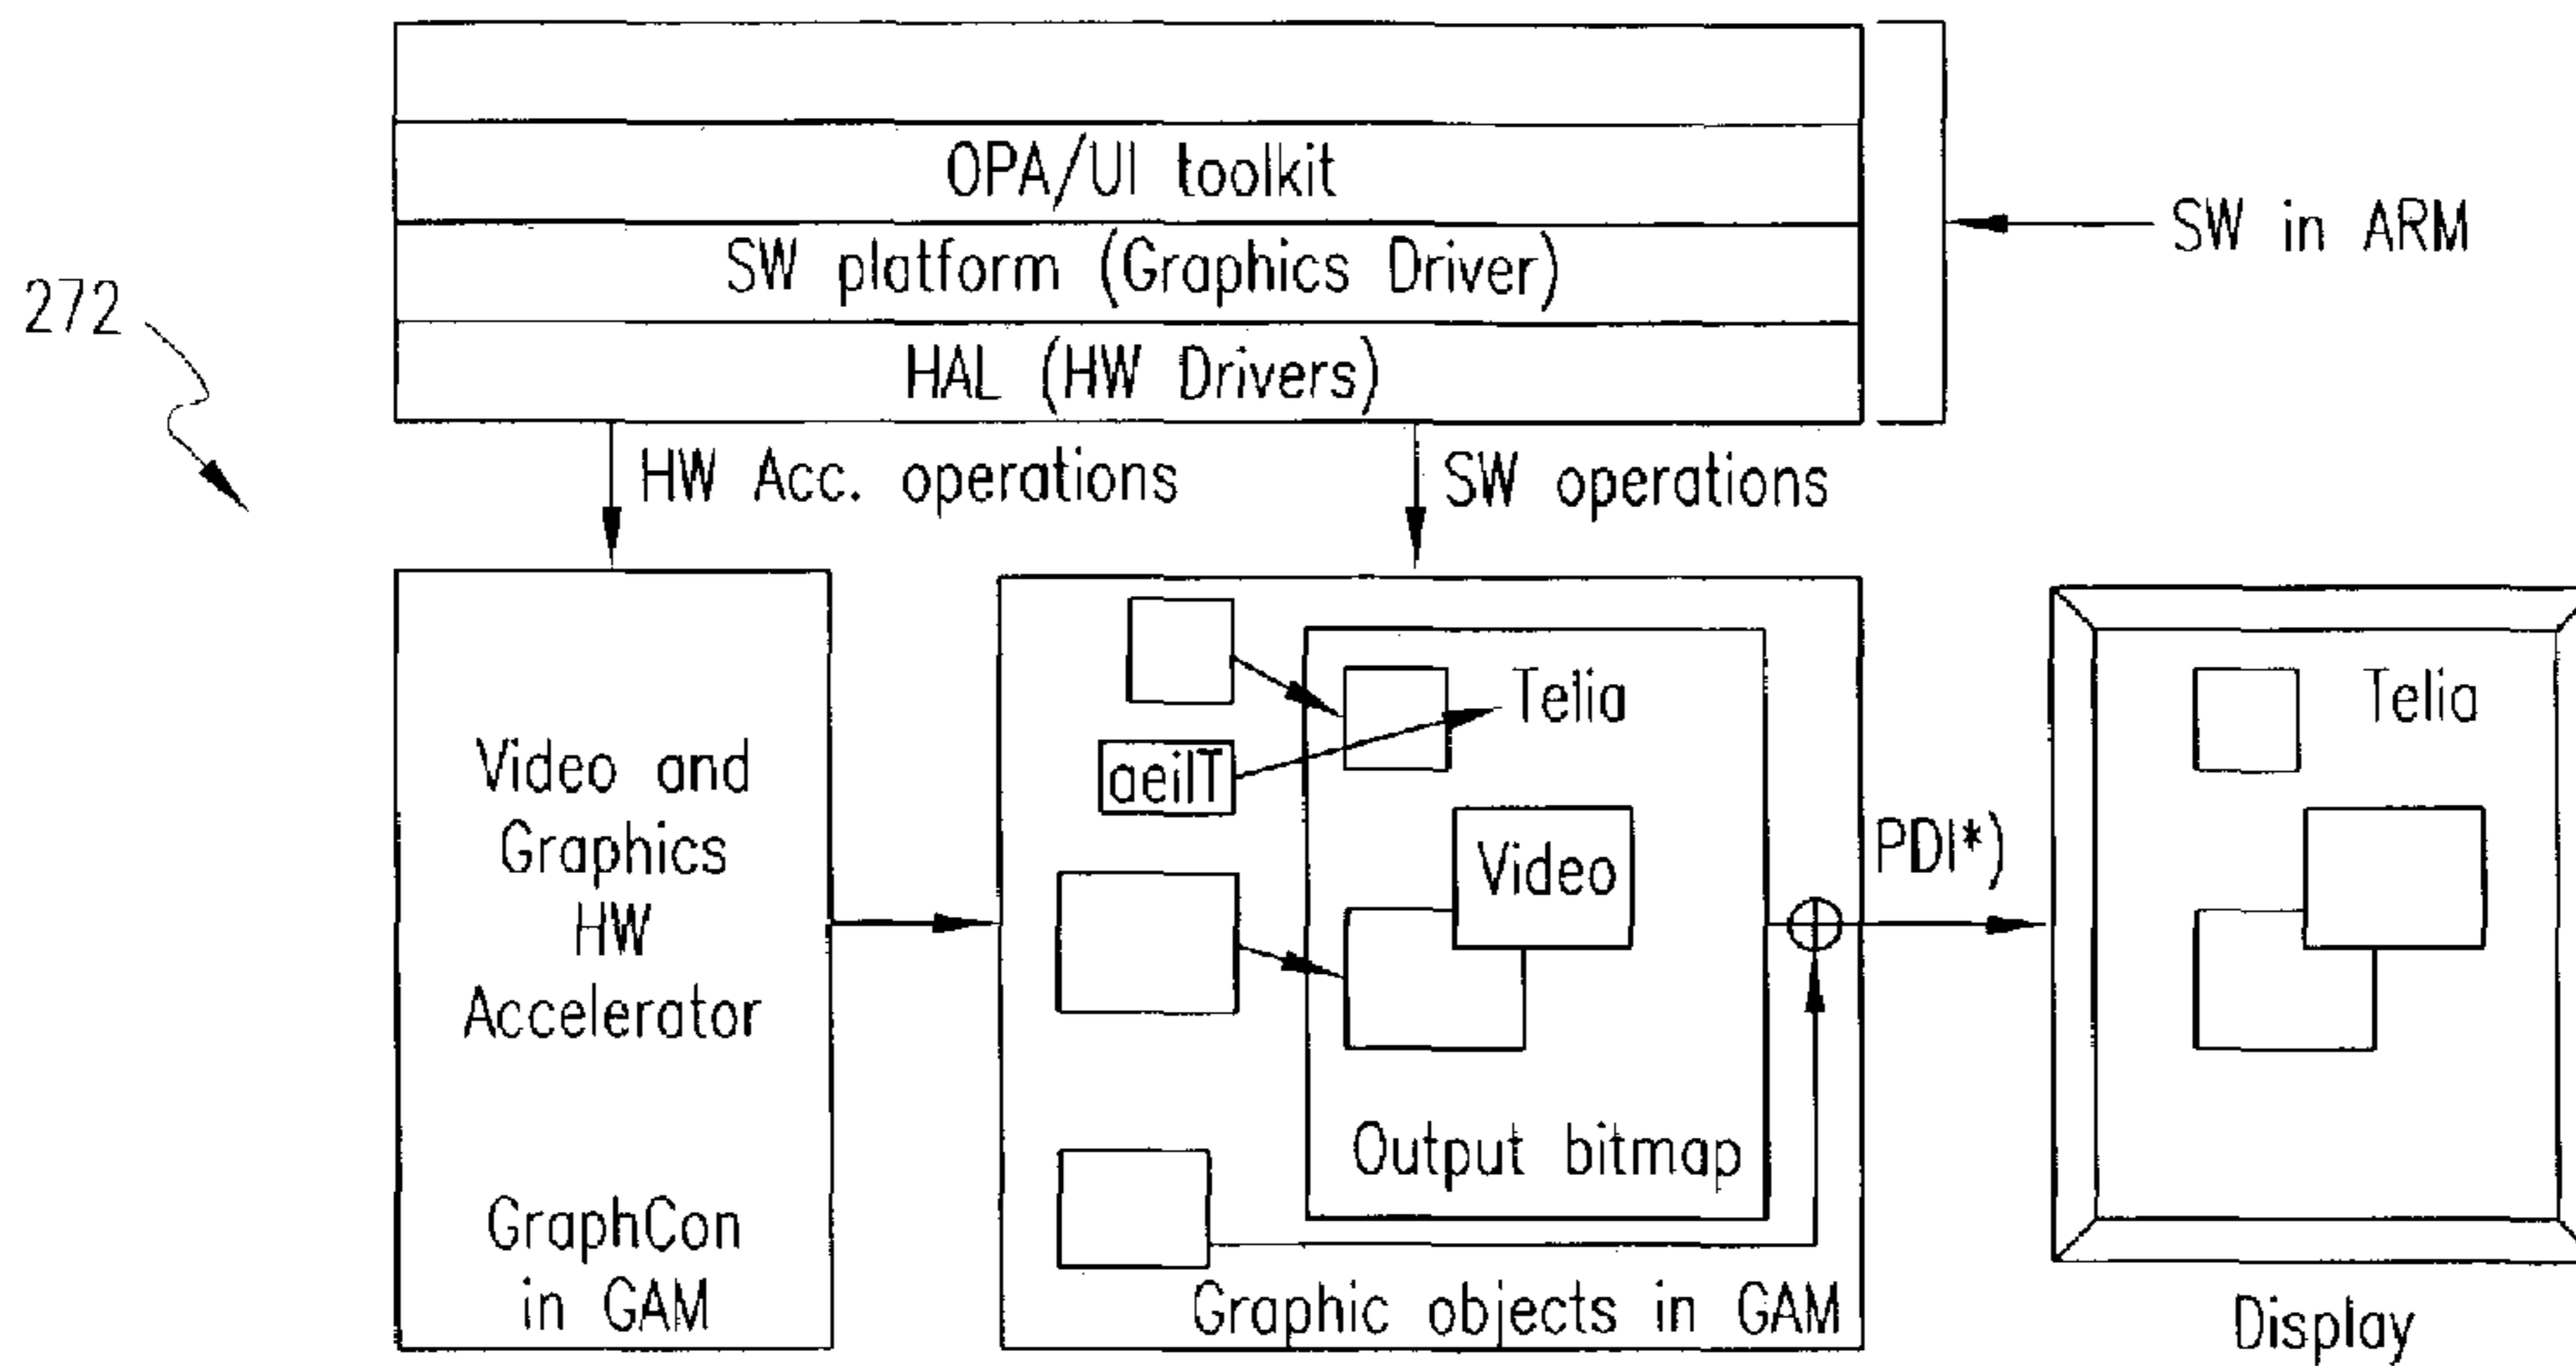 OPA/UI toolkit
SW platform (Graphics Driver)
HAL (HW Drivers)
SW in ARM
272
HW Acc. operations
SW operations
Video and
Graphics
HW
Accelerator
GraphCon
in GAM
Telia
aeilT
Video
Output bitmap
Graphic objects in GAM
PDI*)
Telia
Display